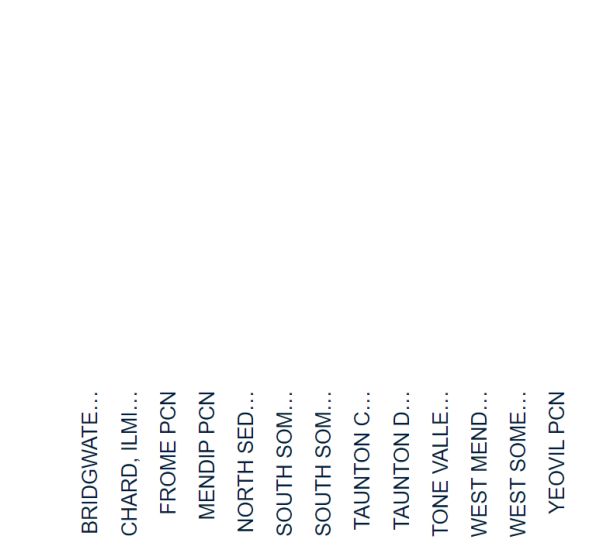 BRIDGWATE...
CHARD, ILMI...
FROME PCN
MENDIP PCN
NORTH SED...
SOUTH SOM...
SOUTH SOM...
TAUNTON C...
TAUNTON D...
TONE VALLE...
WEST MEND...
WEST SOME...
YEOVIL PCN